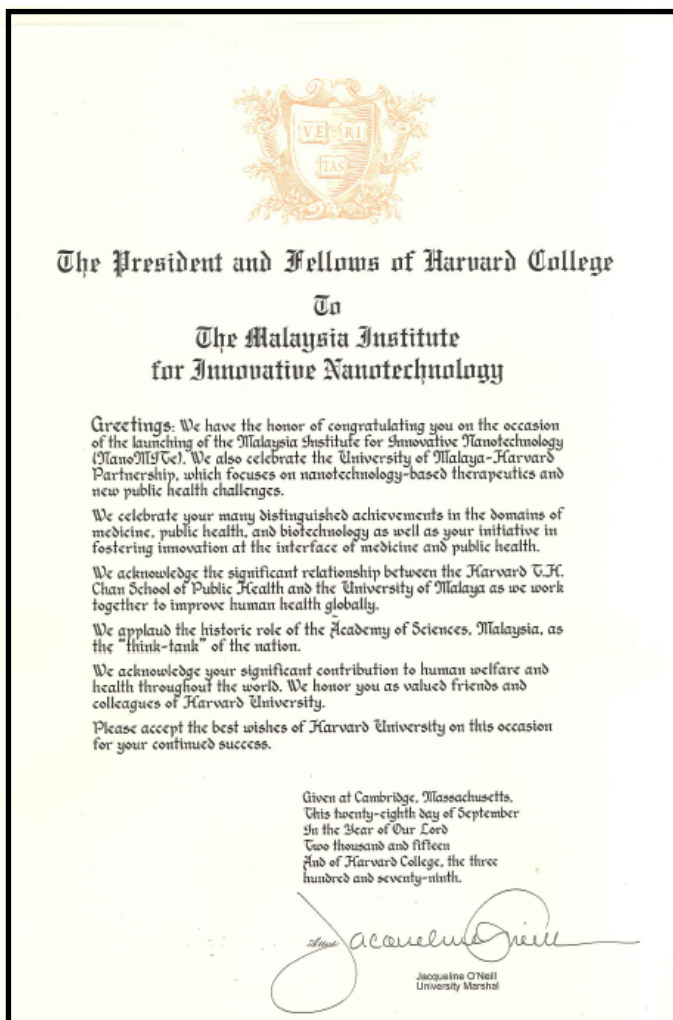 VE RI
TAS
The President and Fellows of Harvard College
To
The Malaysia Institute
for Innovative Nanotechnology
Greetings: We have the honor of congratulating you on the occasion
of the launching of the Malaysia Institute for Innovative Nanotechnology
(NanoMITe). We also celebrate the University of Malaya-Harvard
Partnership, which focuses on nanotechnology-based therapeutics and
new public health challenges.
We celebrate your many distinguished achievements in the domains of
medicine, public health, and biotechnology as well as your initiative in
fostering innovation at the interface of medicine and public health.
We acknowledge the significant relationship between the Harvard T.H.
Chan School of Public Health and the University of Malaya as we work
together to improve human health globally.
We applaud the historic role of the Academy of Sciences, Malaysia, as
the "think-tank" of the nation.
We acknowledge your significant contribution to human welfare and
health throughout the world. We honor you as valued friends and
colleagues of Harvard University.
Please accept the best wishes of Harvard University on this occasion
for your continued success.
Given at Cambridge, Massachusetts,
This twenty-eighth day of September
In the Year of Our Lord
Two thousand and fifteen
And of Harvard College, the three
hundred and seventy-ninth.
Attest Jacqueline O'Neill
Jacqueline O'Neill
University Marshal